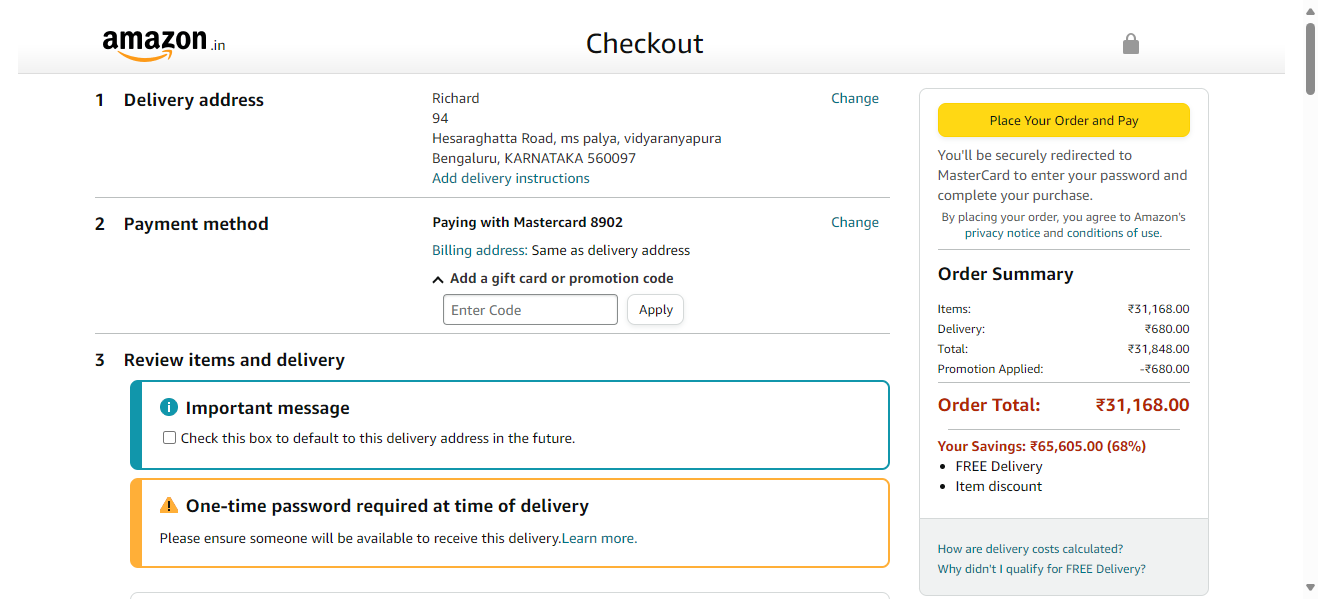 amazon.in
Checkout
1 Delivery address
Richard
94
Hesaraghatta Road, ms palya, vidyaranyapura
Bengaluru, KARNATAKA 560097
Add delivery instructions
Change
2 Payment method
Paying with Mastercard 8902
Change
Billing address: Same as delivery address
Add a gift card or promotion code
Enter Code
Apply
3 Review items and delivery
Important message
Check this box to default to this delivery address in the future.
One-time password required at time of delivery
Please ensure someone will be available to receive this delivery.Learn more.
Place Your Order and Pay
You'll be securely redirected to
MasterCard to enter your password and
complete your purchase.
By placing your order, you agree to Amazon's
privacy notice and conditions of use.
Order Summary
Items: ₹31,168.00
Delivery: ₹680.00
Total: ₹31,848.00
Promotion Applied: -₹680.00
Order Total: ₹31,168.00
Your Savings: ₹65,605.00 (68%)
FREE Delivery
Item discount
How are delivery costs calculated?
Why didn't I qualify for FREE Delivery?